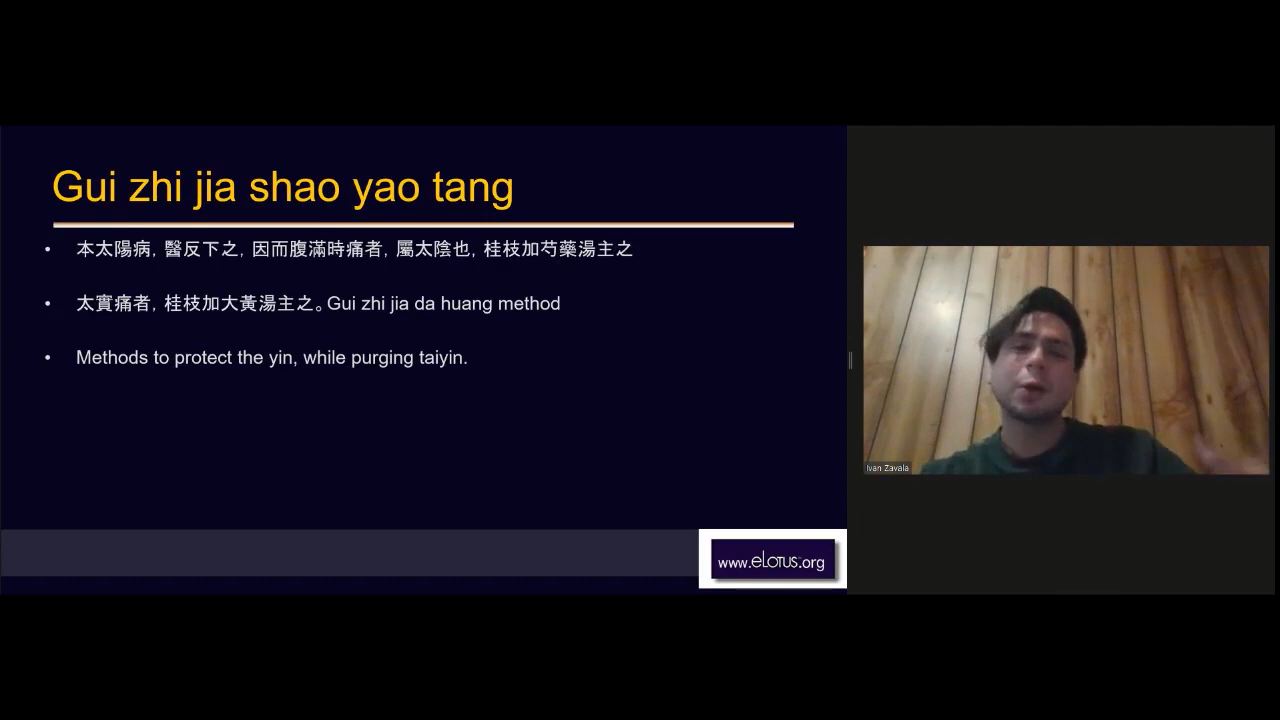 Gui zhi jia shao yao tang
• 本太陽病, 醫反下之, 因而腹滿時痛者, 屬太陰也, 桂枝加芍藥湯主之
• 太實痛者, 桂枝加大黃湯主之。Gui zhi jia da huang method
• Methods to protect the yin, while purging taiyin.
Ivan Zavala
www.eLOTUS.org